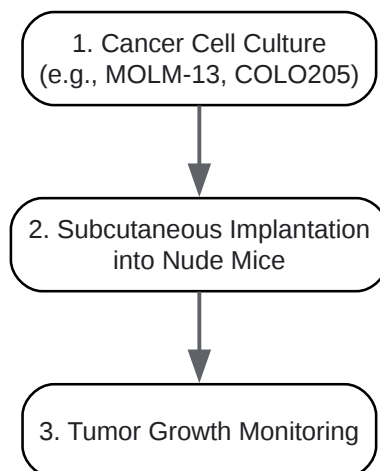 1. Cancer Cell Culture
(e.g., MOLM-13, COLO205)
2. Subcutaneous Implantation
into Nude Mice
3. Tumor Growth Monitoring